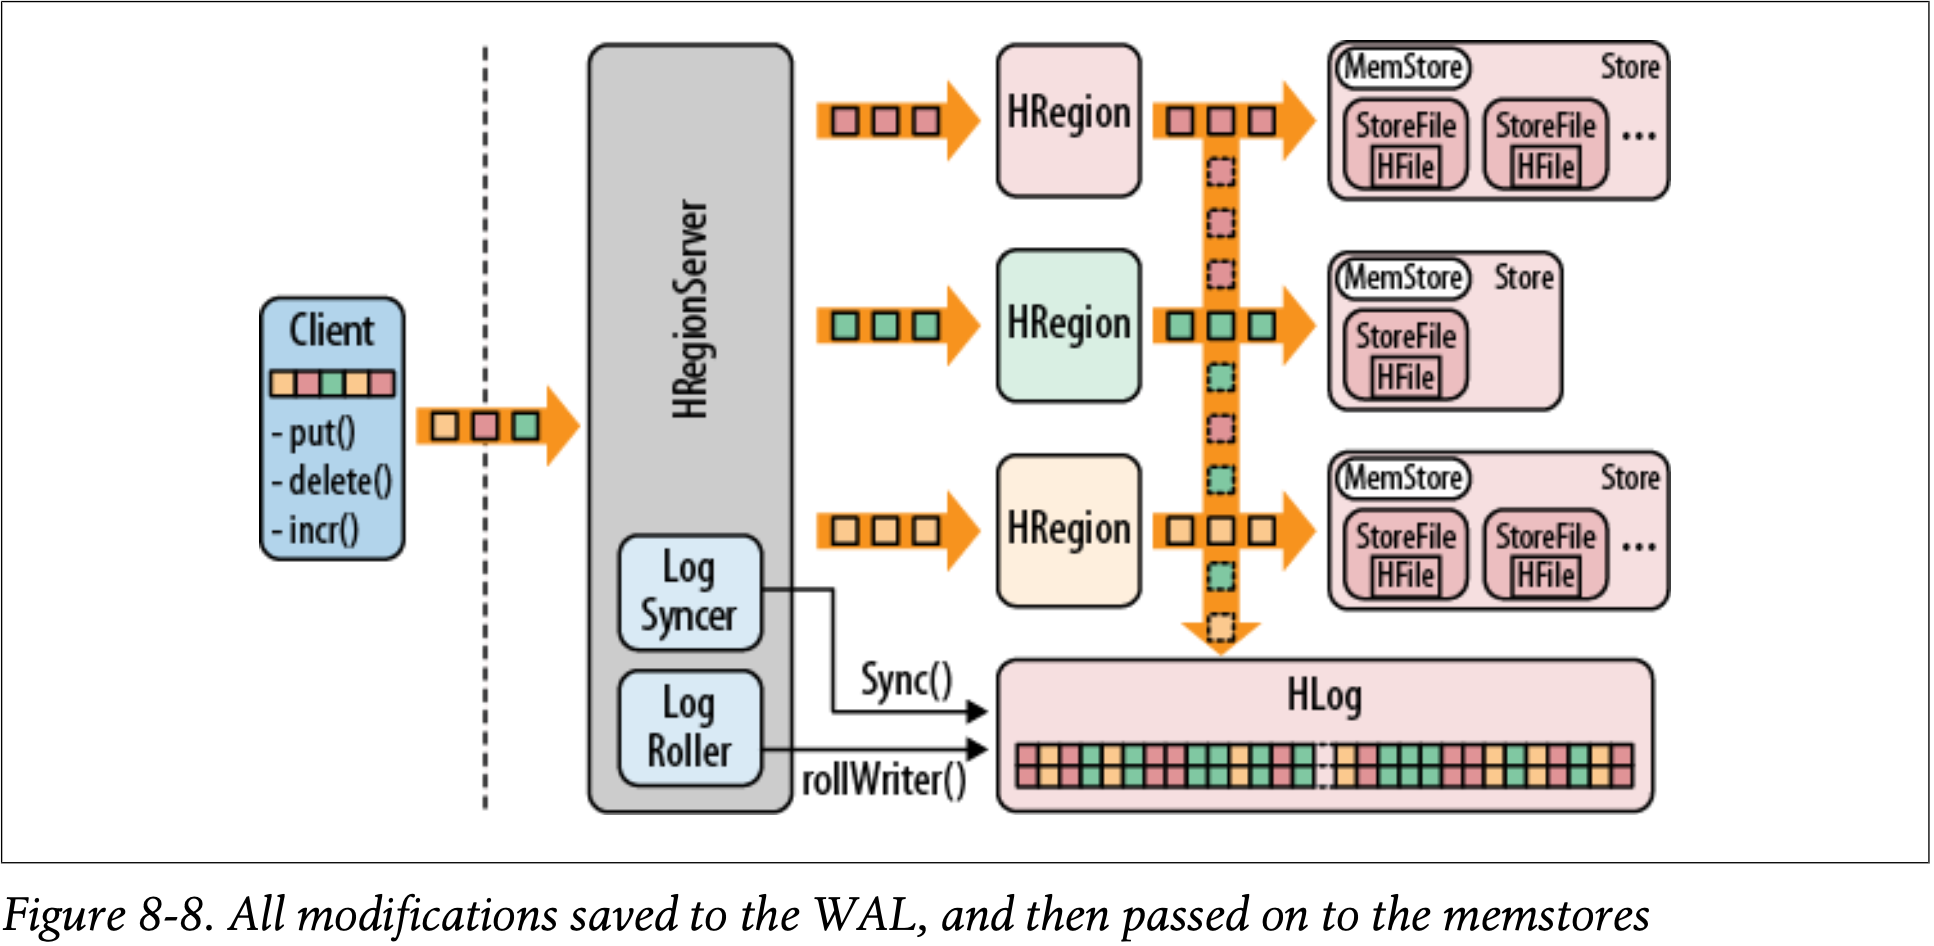 Client
- put()
- delete()
- incr()
HRegionServer
Log
Syncer
Log
Roller
Sync()
rollWriter()
HRegion
MemStore Store
StoreFile StoreFile ...
HFile HFile
HRegion
MemStore Store
StoreFile
HFile
HRegion
MemStore Store
StoreFile StoreFile ...
HFile HFile
HLog
Figure 8-8. All modifications saved to the WAL, and then passed on to the memstores